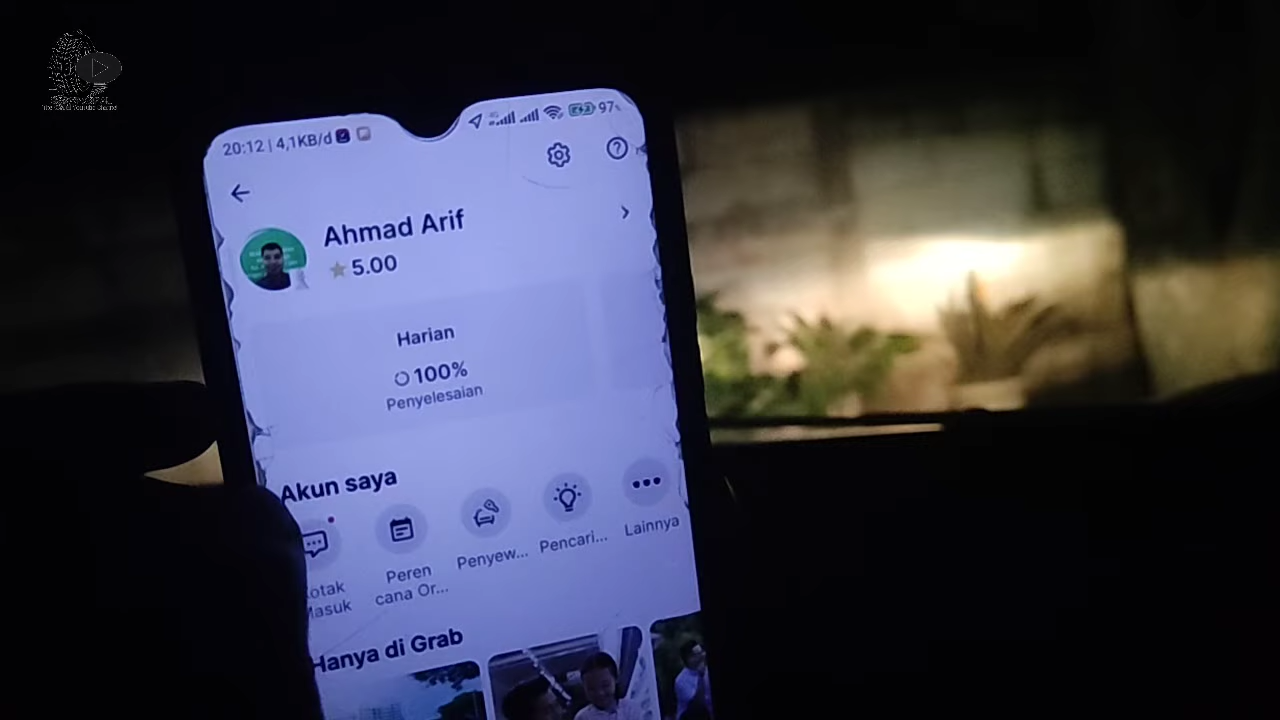 20:12 | 4,1KB/d
97%
Ahmad Arif
5.00
Harian
100%
Penyelesaian
Akun saya
Kotak Masuk
Peren
cana Or...
Penyew...
Pencari...
Lainnya
Hanya di Grab